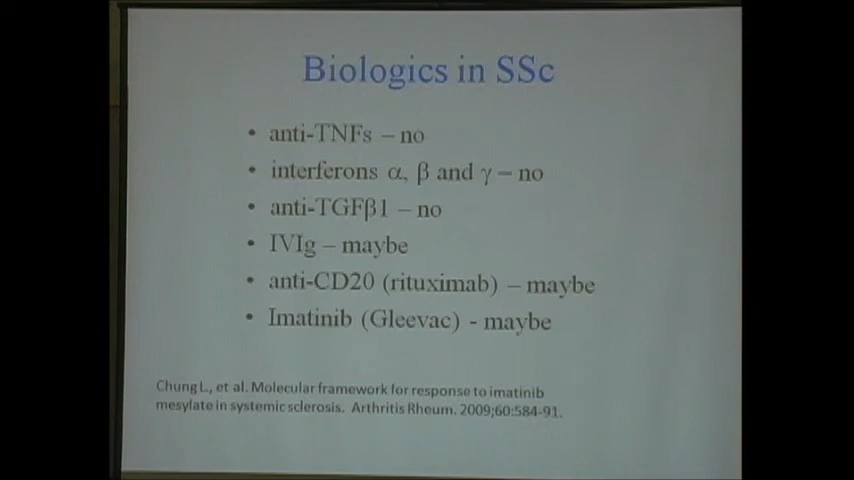 Biologics in SSc
• anti-TNFs – no
• interferons α, β and γ – no
• anti-TGFβ1 – no
• IVIg – maybe
• anti-CD20 (rituximab) – maybe
• Imatinib (Gleevac) - maybe
Chung L., et al. Molecular framework for response to imatinib
mesylate in systemic sclerosis. Arthritis Rheum. 2009;60:584-91.